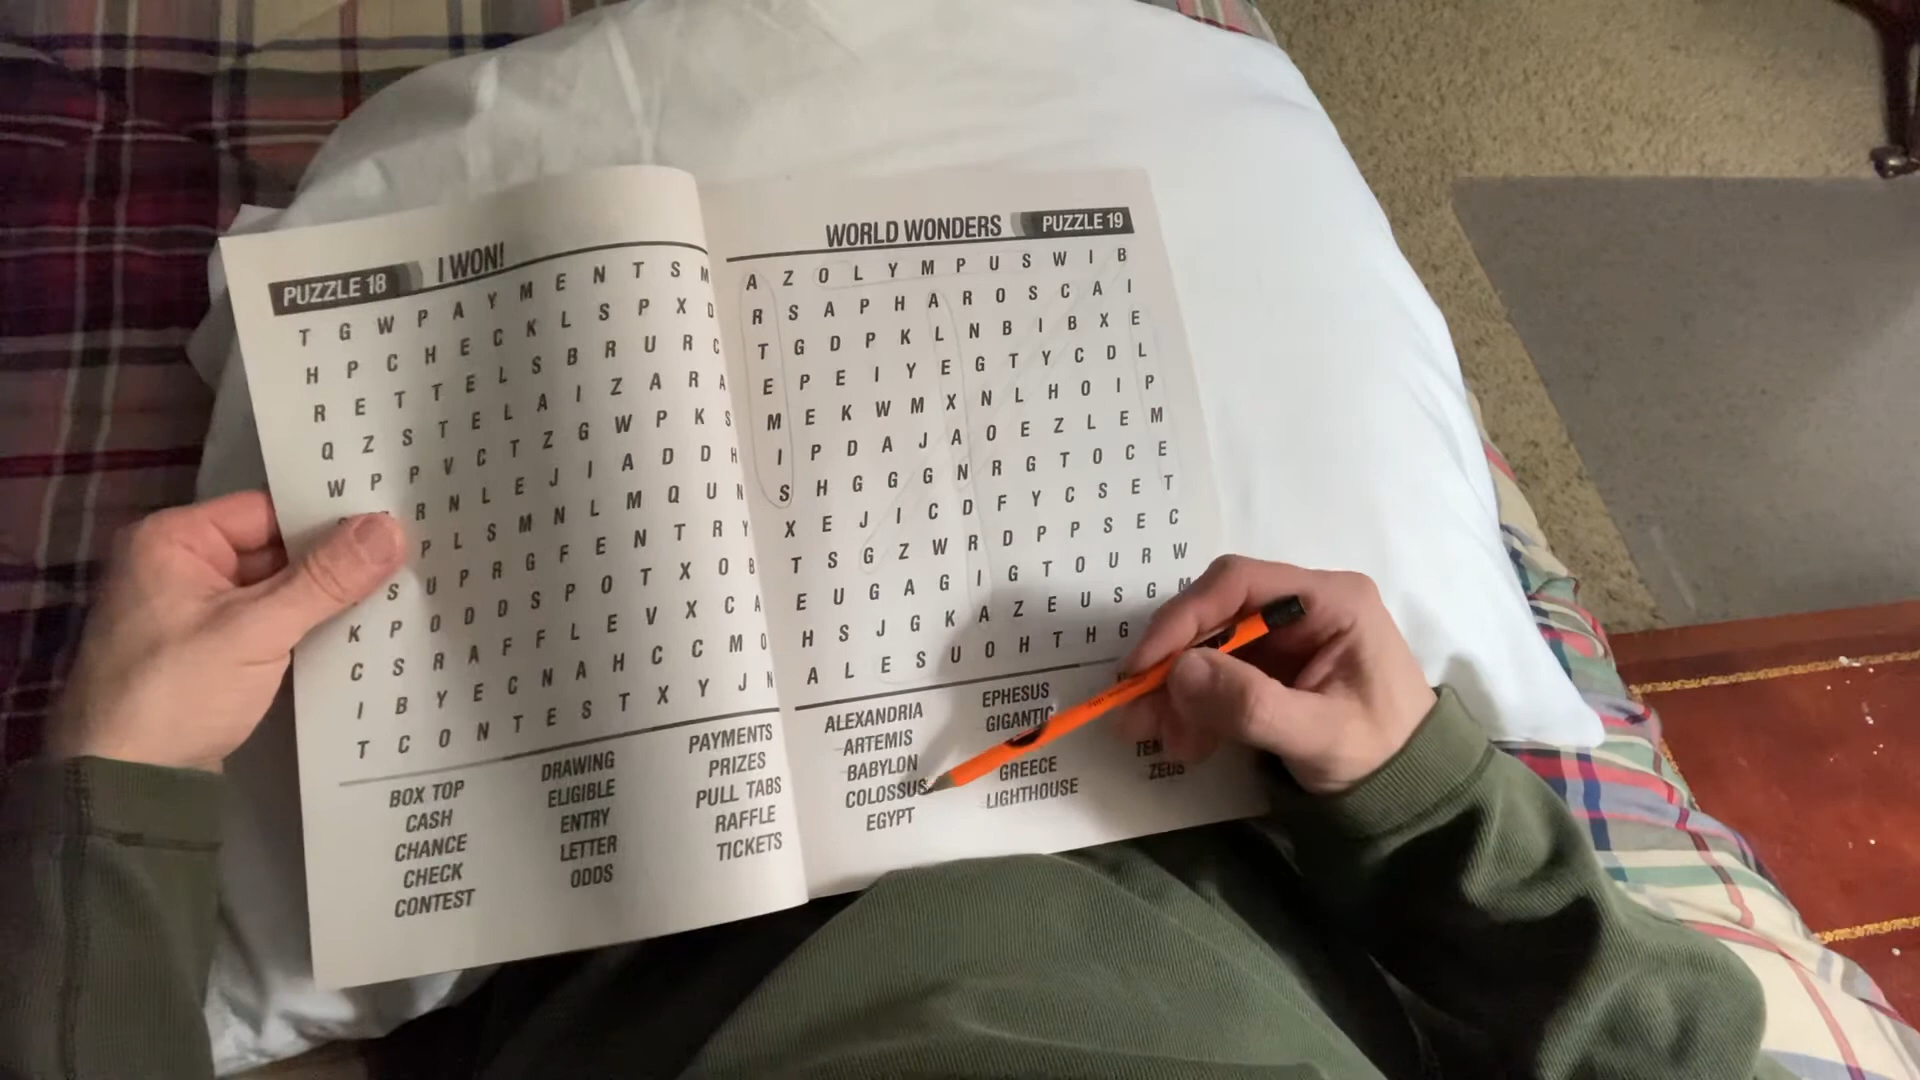 PUZZLE 18 I WON!
T G W P A Y M E N T S M
H P C H E C K L S P X D
R E T T E L S B R U R C
Q Z S T E L A I Z A R A
W P P V C T Z G W P K S
R N L E J I A D D H
P L S M N L M Q U N
S U P R G F E N T R Y
K P O D D S P O T X O B
C S R A F F L E V X C A
I B Y E C N A H C C M O
T C O N T E S T X Y J N
BOX TOP
CASH
CHANCE
CHECK
CONTEST
DRAWING
ELIGIBLE
ENTRY
LETTER
ODDS
PAYMENTS
PRIZES
PULL TABS
RAFFLE
TICKETS
WORLD WONDERS PUZZLE 19
A Z O L Y M P U S W I B
R S A P H A R O S C A I
T G D P K L N B I B X E
E P E I Y E G T Y C D L
M E K W M X N L H O I P
I P D A J A O E Z L E M
S H G G G N R G T O C E
X E J I C D F Y C S E T
T S G Z W R D P P S E C
E U G A G I G T O U R W
H S J G K A Z E U S G M
A L E S U O H T H G
ALEXANDRIA
ARTEMIS
BABYLON
COLOSSUS
EGYPT
EPHESUS
GIGANTIC
GREECE
LIGHTHOUSE
ZEUS